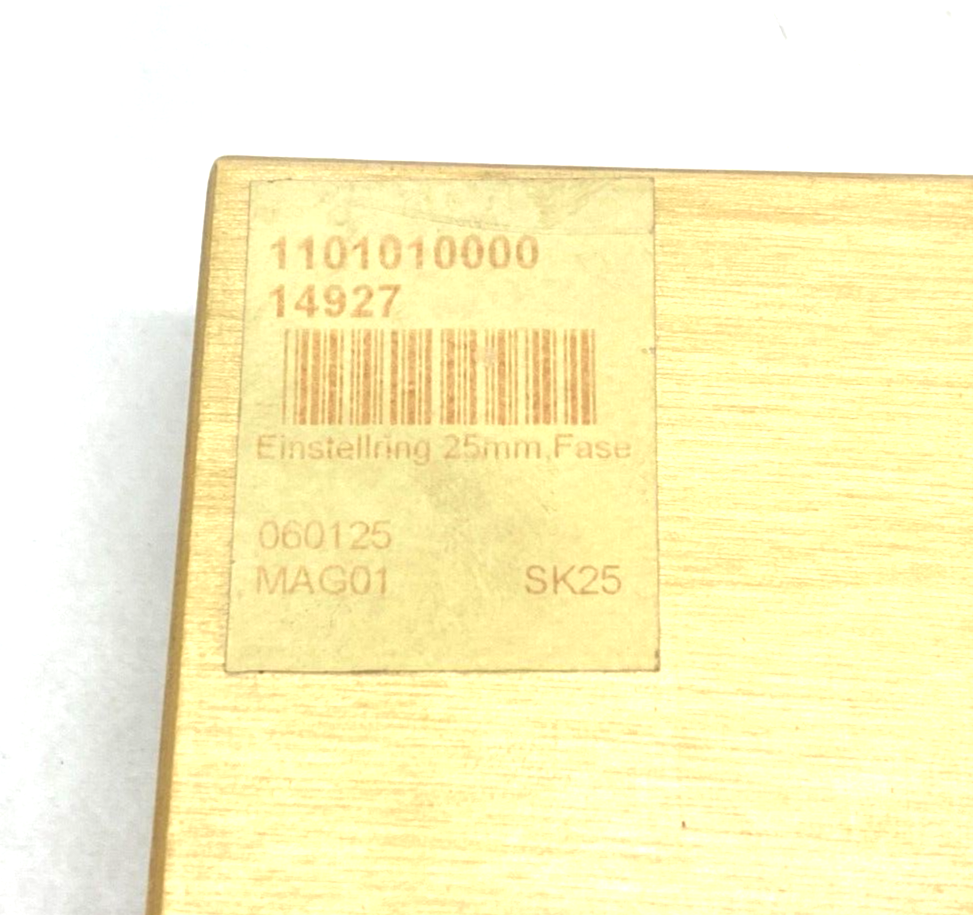 1101010000
14927
Einstellring 25mm,Fase
060125
MAG01 SK25